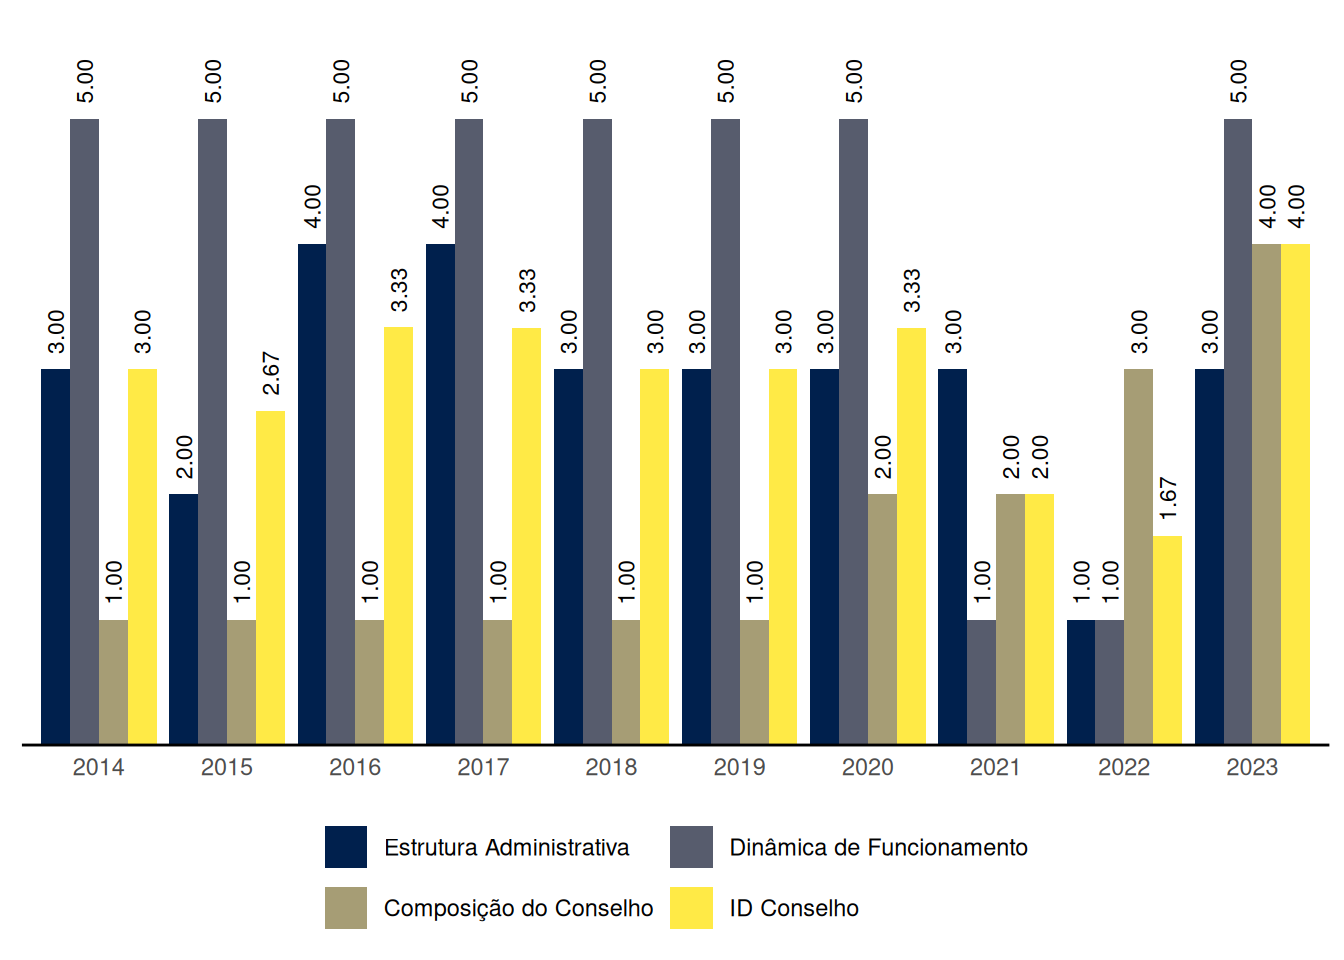 3.00 5.00 1.00 3.00
2.00 5.00 1.00 2.67
4.00 5.00 1.00 3.33
4.00 5.00 1.00 3.33
3.00 5.00 1.00 3.00
3.00 5.00 1.00 3.00
3.00 5.00 2.00 3.33
3.00 1.00 2.00 2.00
1.00 1.00 3.00 1.67
3.00 5.00 4.00 4.00
2014 2015 2016 2017 2018 2019 2020 2021 2022 2023
Estrutura Administrativa Dinâmica de Funcionamento
Composição do Conselho ID Conselho